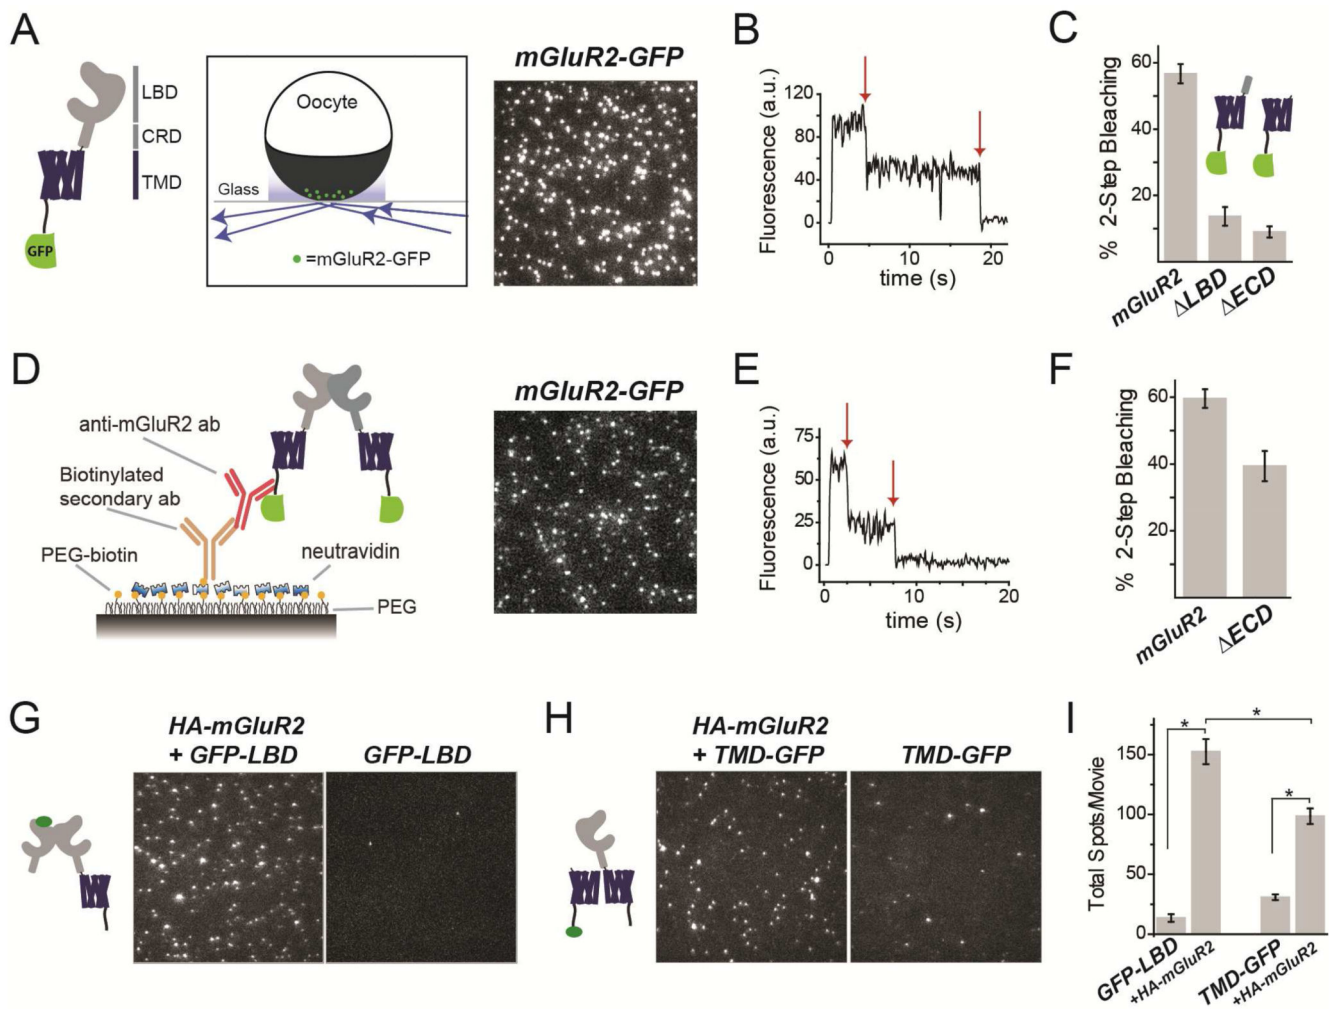 A
LBD
CRD
TMD
GFP
Oocyte
Glass
=mGluR2-GFP
mGluR2-GFP
B
Fluorescence (a.u.)
120
80
40
0
0
10
20
time (s)
C
% 2-Step Bleaching
60
40
20
mGluR2
ΔLBD
ΔECD
D
anti-mGluR2 ab
Biotinylated
secondary ab
PEG-biotin
neutravidin
PEG
mGluR2-GFP
E
Fluorescence (a.u.)
75
50
25
0
0
10
20
time (s)
F
% 2-Step Bleaching
60
40
20
mGluR2
ΔECD
G
HA-mGluR2
+ GFP-LBD
GFP-LBD
H
HA-mGluR2
+ TMD-GFP
TMD-GFP
I
Total Spots/Movie
150
100
50
0
*
*
*
GFP-LBD
+HA-mGluR2
TMD-GFP
+HA-mGluR2